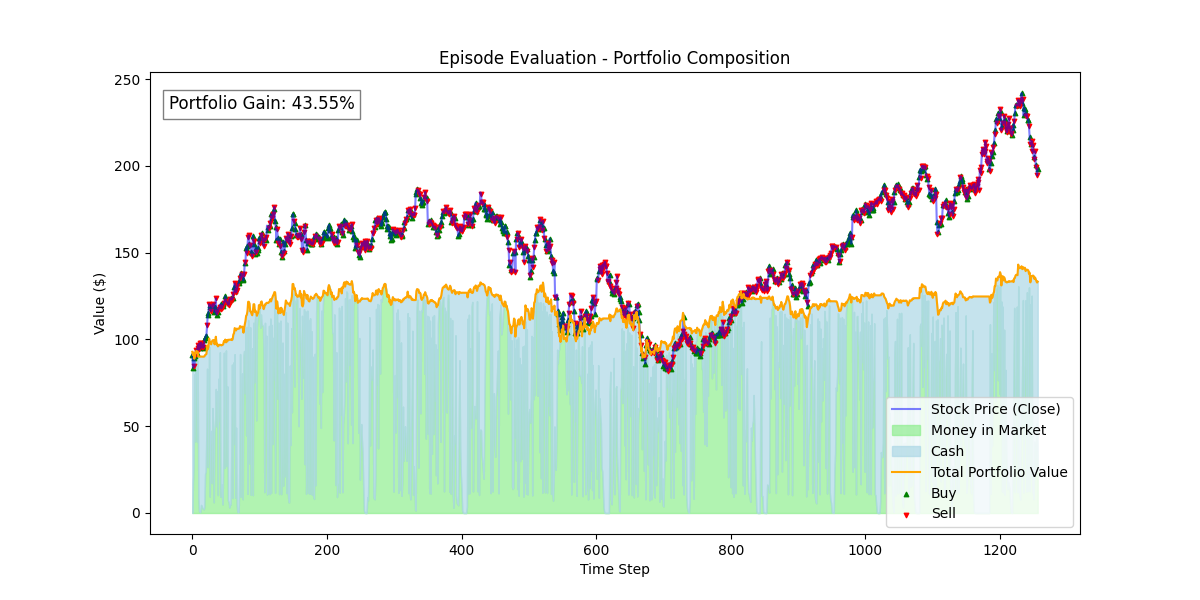 Episode Evaluation - Portfolio Composition
Portfolio Gain: 43.55%
Value ($)
250
200
150
100
50
0
0 200 400 600 800 1000 1200
Time Step
Stock Price (Close)
Money in Market
Cash
Total Portfolio Value
Buy
Sell